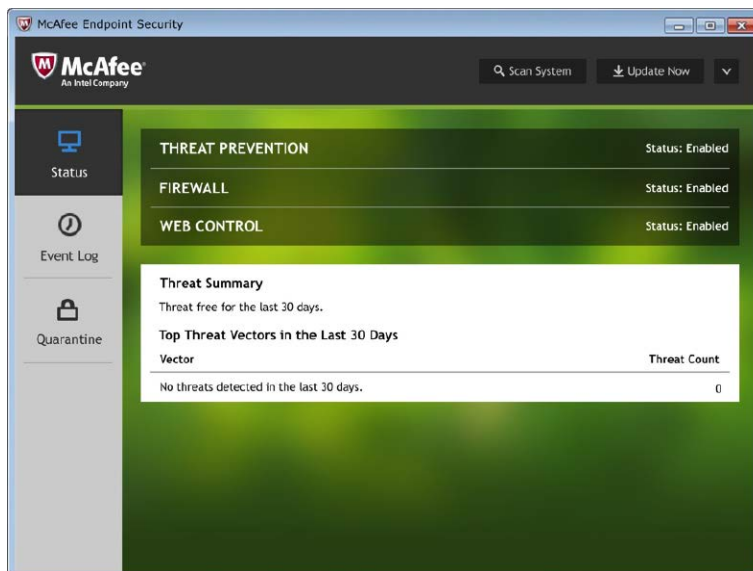 McAfee Endpoint Security
McAfee
An Intel Company
Scan System
Update Now
Status
Event Log
Quarantine
THREAT PREVENTION Status: Enabled
FIREWALL Status: Enabled
WEB CONTROL Status: Enabled
Threat Summary
Threat free for the last 30 days.
Top Threat Vectors in the Last 30 Days
Vector Threat Count
No threats detected in the last 30 days. 0